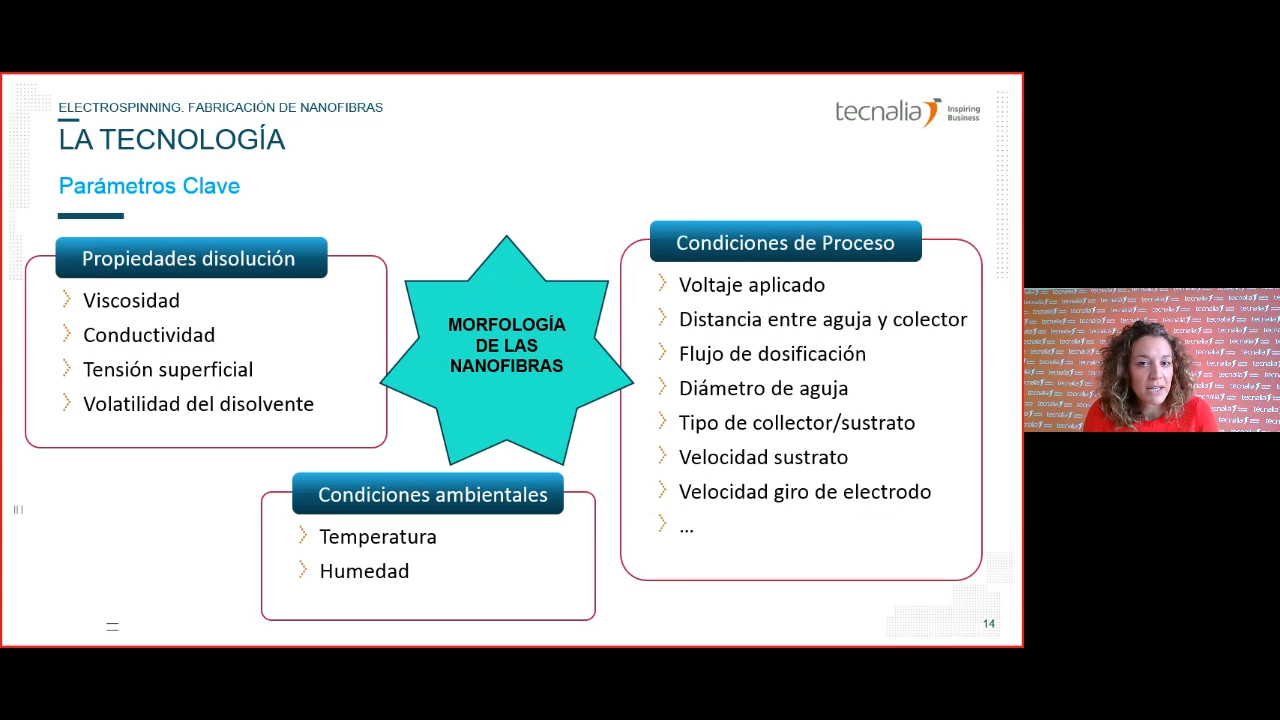 ELECTROSPINNING. FABRICACIÓN DE NANOFIBRAS
LA TECNOLOGÍA
tecnalia
Inspiring
Business
Parámetros Clave
Propiedades disolución
Viscosidad
Conductividad
Tensión superficial
Volatilidad del disolvente
MORFOLOGÍA
DE LAS
NANOFIBRAS
Condiciones de Proceso
Voltaje aplicado
Distancia entre aguja y colector
Flujo de dosificación
Diámetro de aguja
Tipo de collector/sustrato
Velocidad sustrato
Velocidad giro de electrodo
...
Condiciones ambientales
Temperatura
Humedad
14